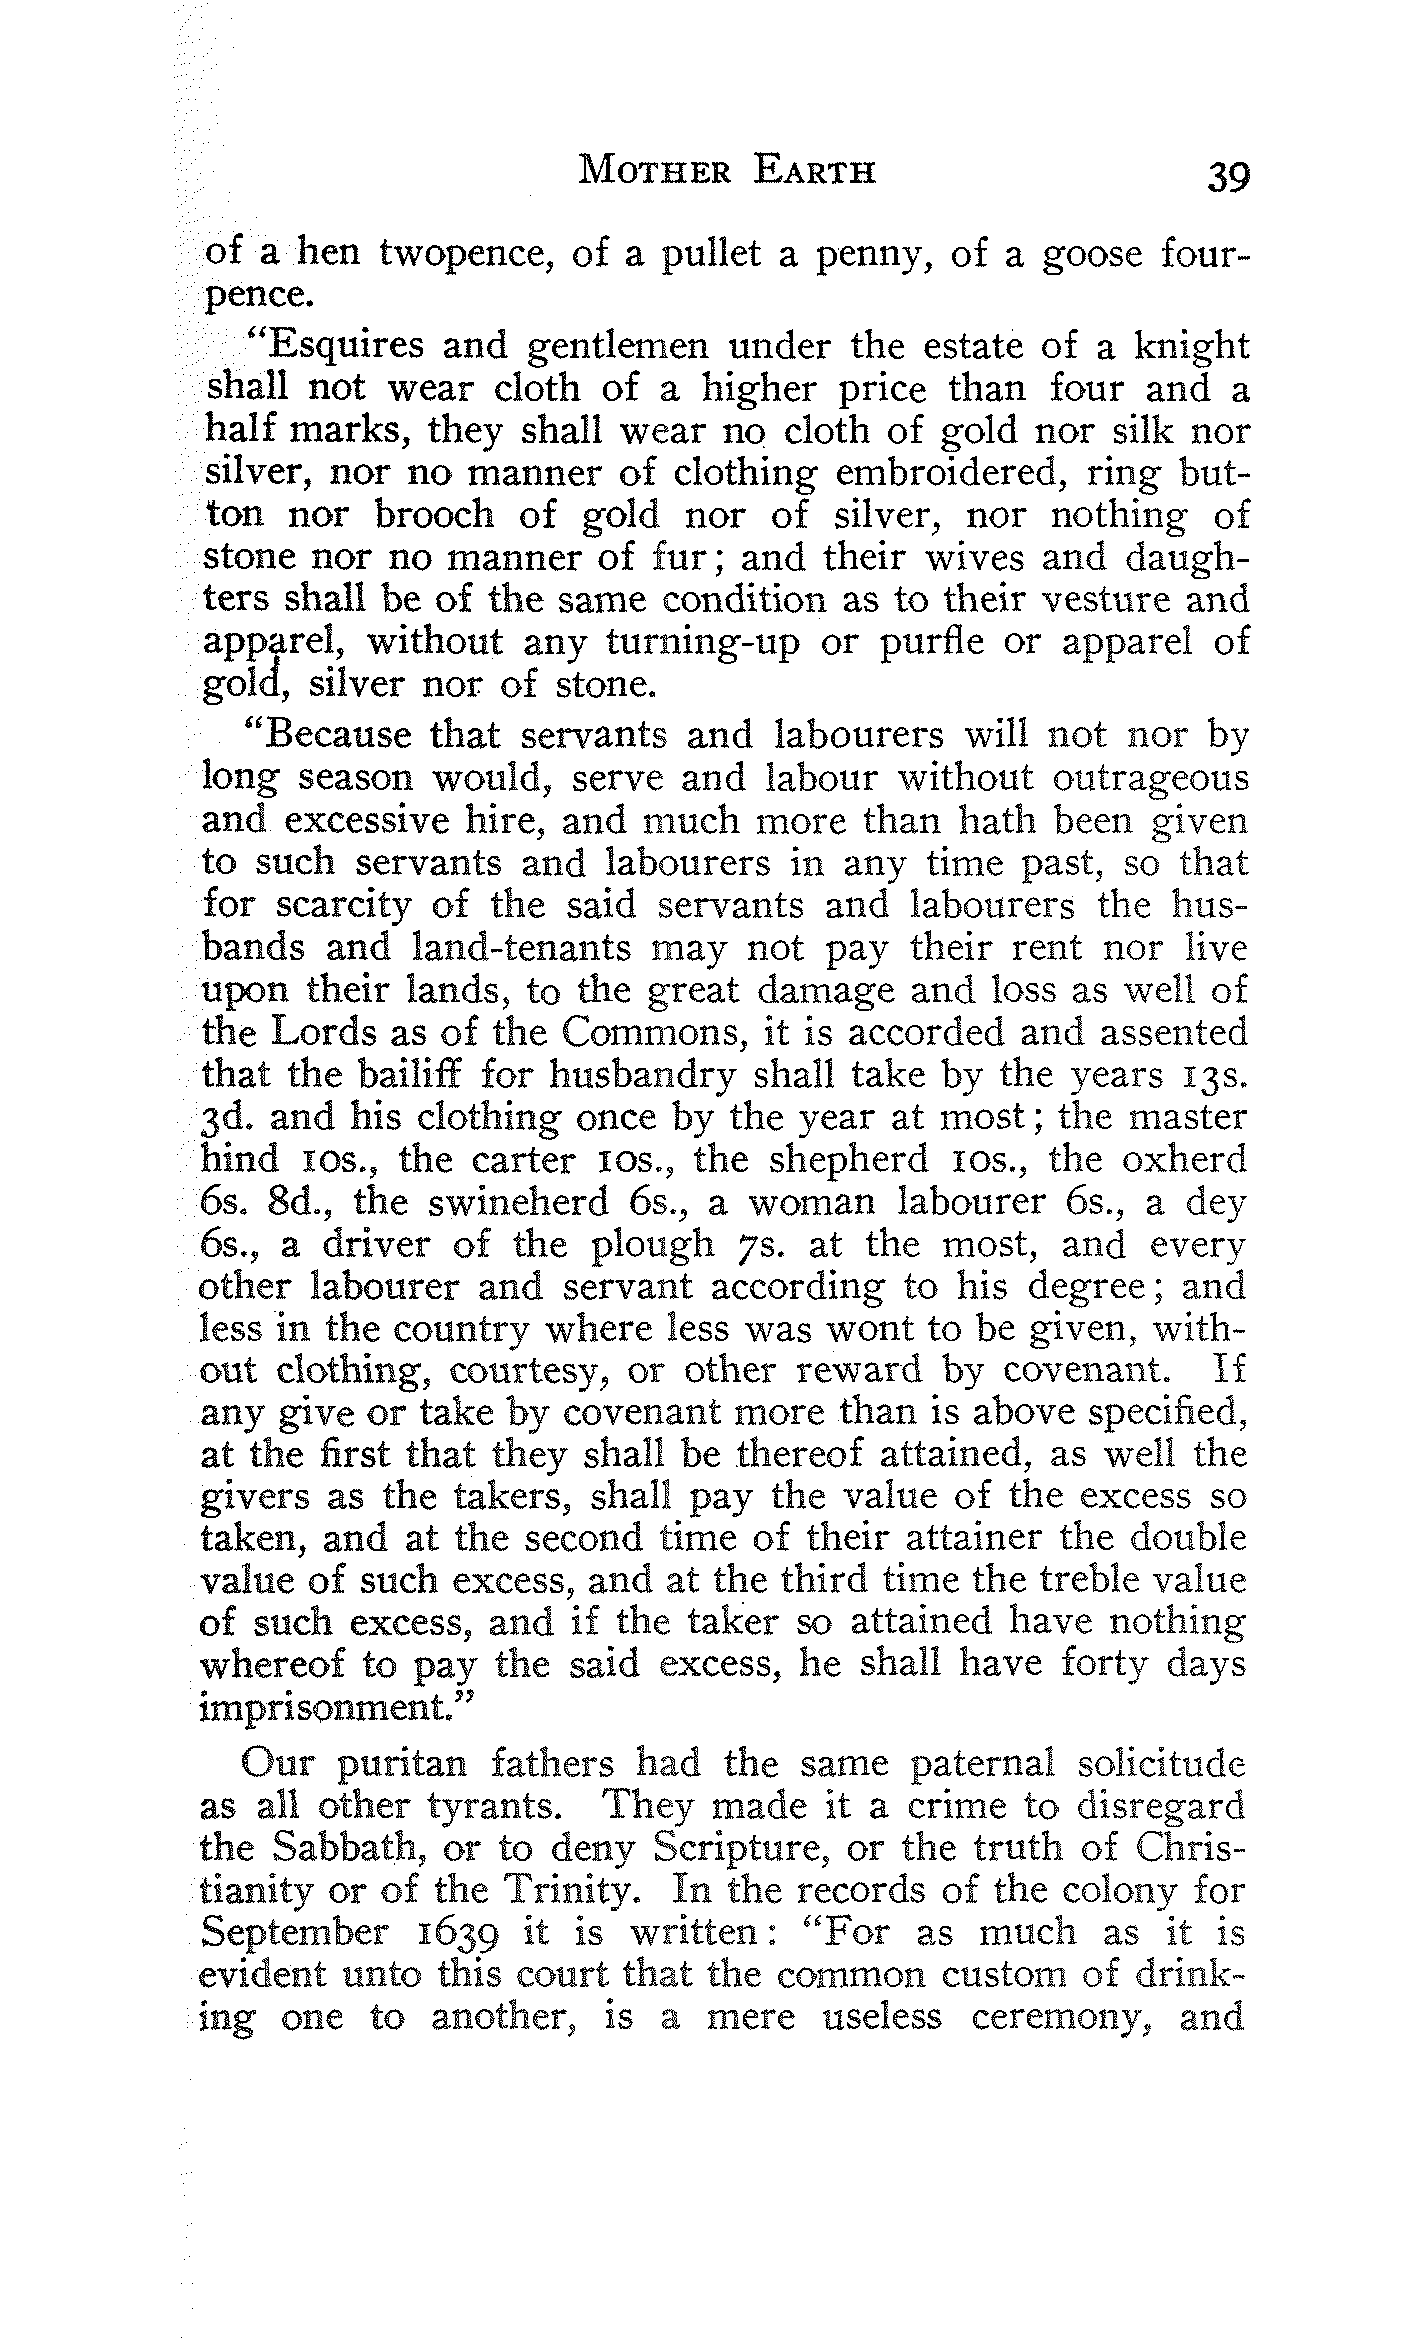 MOTHER EARTH 39
of a hen twopence, of a pullet a penny, of a goose four-
pence.
"Esquires and gentlemen under the estate of a knight
shall not wear cloth of a higher price than four and a
half marks, they shall wear no cloth of gold nor silk nor
silver, nor no manner of clothing embroidered, ring but-
ton nor brooch of gold nor of silver, nor nothing of
stone nor no manner of fur; and their wives and daugh-
ters shall be of the same condition as to their vesture and
apparel, without any turning-up or purfle or apparel of
gold, silver nor of stone.
"Because that servants and labourers will not nor by
long season would, serve and labour without outrageous
and excessive hire, and much more than hath been given
to such servants and labourers in any time past, so that
for scarcity of the said servants and labourers the hus-
bands and land-tenants may not pay their rent nor live
upon their lands, to the great damage and loss as well of
the Lords as of the Commons, it is accorded and assented
that the bailiff for husbandry shall take by the years 13s.
3d. and his clothing once by the year at most; the master
hind 10s., the carter 10s., the shepherd 10s., the oxherd
6s. 8d., the swineherd 6s., a woman labourer 6s., a dey
6s., a driver of the plough 7s. at the most, and every
other labourer and servant according to his degree; and
less in the country where less was wont to be given, with-
out clothing, courtesy, or other reward by covenant. If
any give or take by covenant more than is above specified,
at the first that they shall be thereof attained, as well the
givers as the takers, shall pay the value of the excess so
taken, and at the second time of their attainer the double
value of such excess, and at the third time the treble value
of such excess, and if the taker so attained have nothing
whereof to pay the said excess, he shall have forty days
imprisonment."
Our puritan fathers had the same paternal solicitude
as all other tyrants. They made it a crime to disregard
the Sabbath, or to deny Scripture, or the truth of Chris-
tianity or of the Trinity. In the records of the colony for
September 1639 it is written: "For as much as it is
evident unto this court that the common custom of drink-
ing one to another, is a mere useless ceremony, and